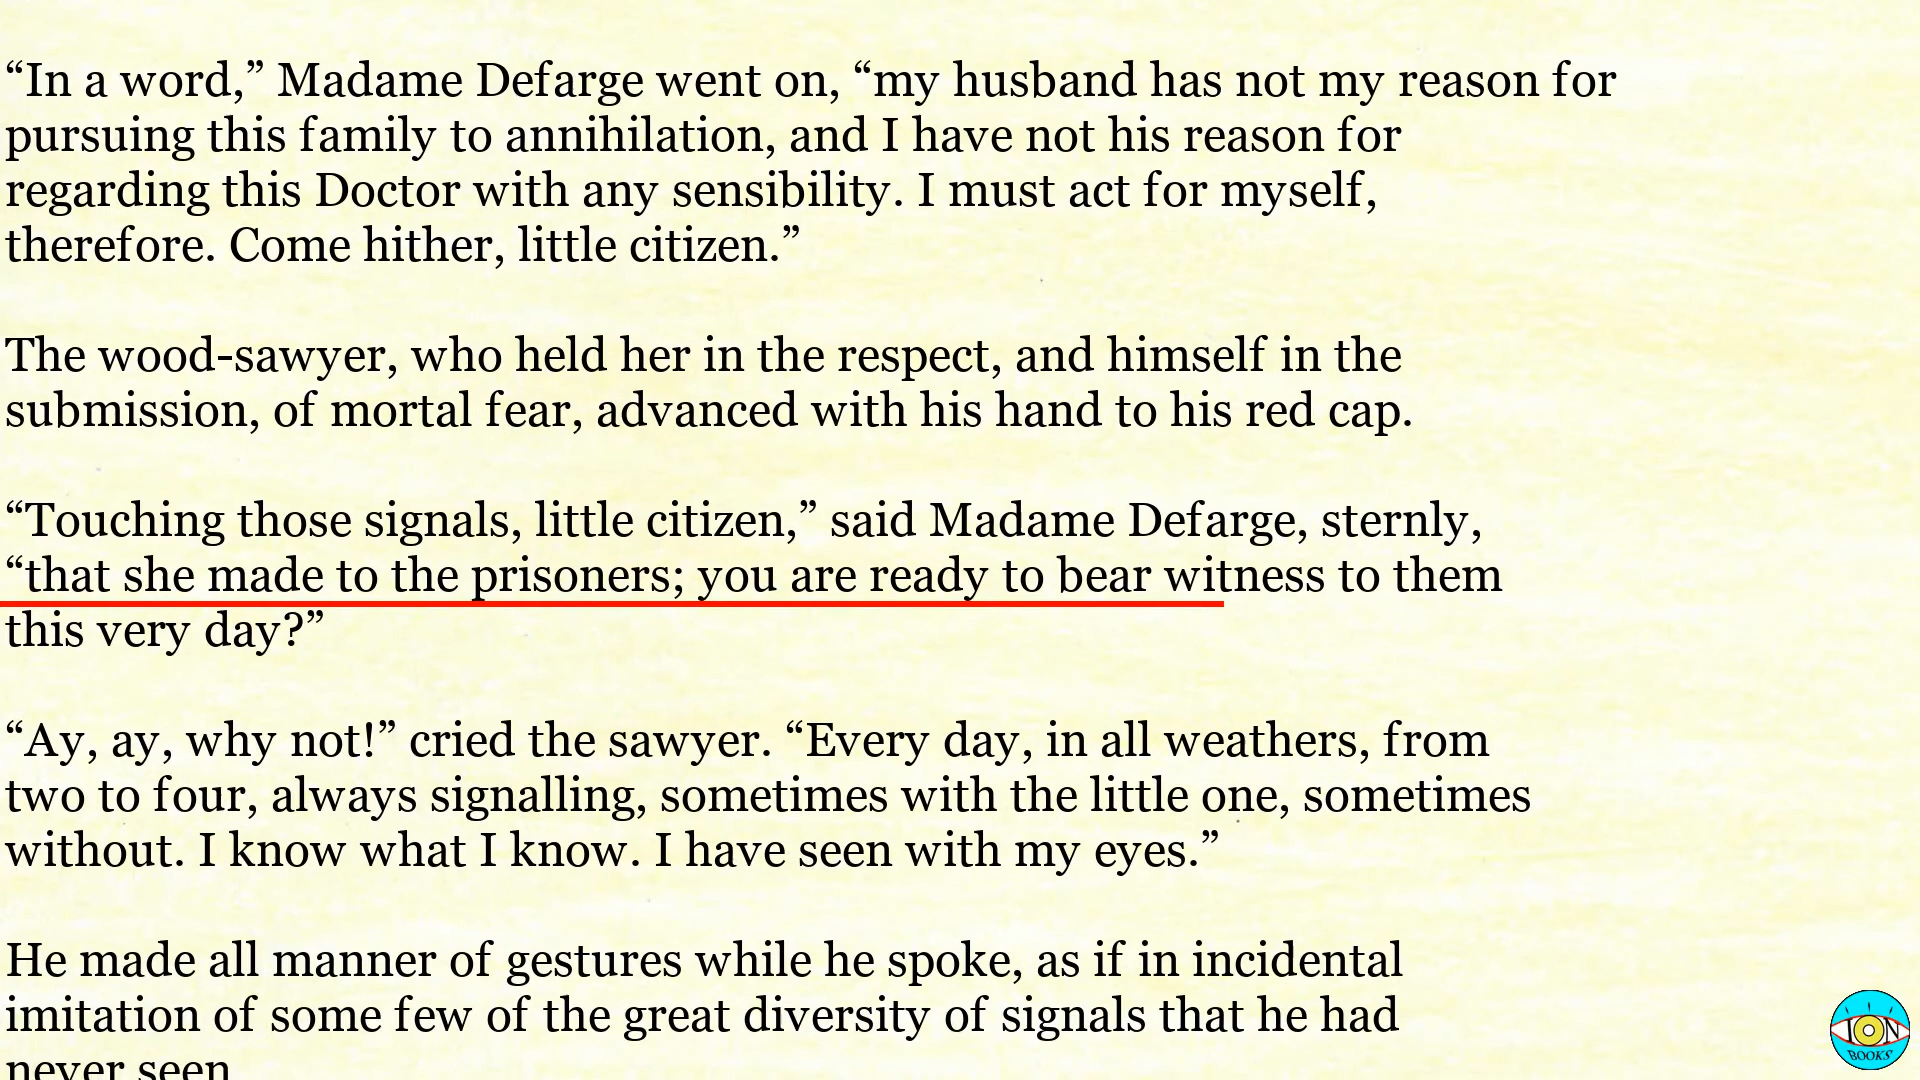 “In a word,” Madame Defarge went on, “my husband has not my reason for
pursuing this family to annihilation, and I have not his reason for
regarding this Doctor with any sensibility. I must act for myself,
therefore. Come hither, little citizen.”
The wood-sawyer, who held her in the respect, and himself in the
submission, of mortal fear, advanced with his hand to his red cap.
“Touching those signals, little citizen,” said Madame Defarge, sternly,
“that she made to the prisoners; you are ready to bear witness to them
this very day?”
“Ay, ay, why not!” cried the sawyer. “Every day, in all weathers, from
two to four, always signalling, sometimes with the little one, sometimes
without. I know what I know. I have seen with my eyes.”
He made all manner of gestures while he spoke, as if in incidental
imitation of some few of the great diversity of signals that he had
never seen
ION
BOOKS